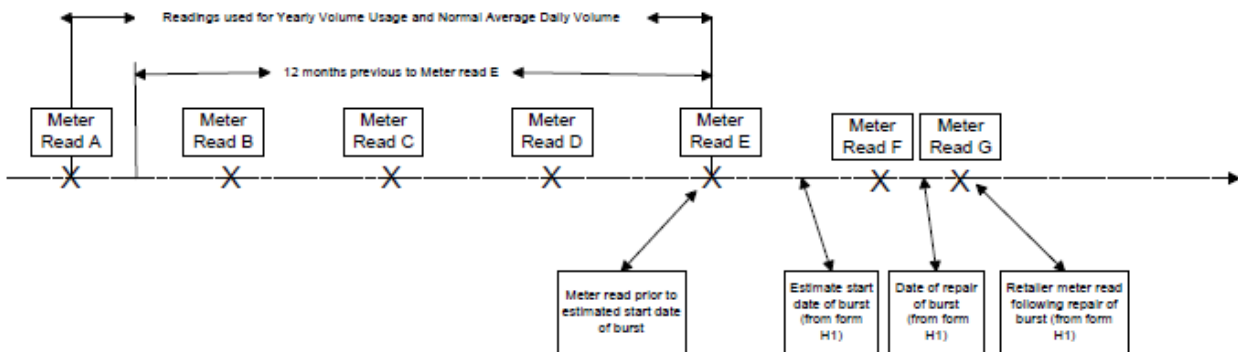 Readings used for Yearly Volume Usage and Normal Average Daily Volume
12 months previous to Meter read E
Meter
Read A
Meter
Read B
Meter
Read C
Meter
Read D
Meter
Read E
Meter
Read F
Meter
Read G
X
X
X
X
X
X
X
Meter read prior to
estimated start date
of burst
Estimate start
date of burst
(from form
H1)
Date of repair
of burst
(from form
H1)
Retailer meter read
following repair of
burst (from form
H1)